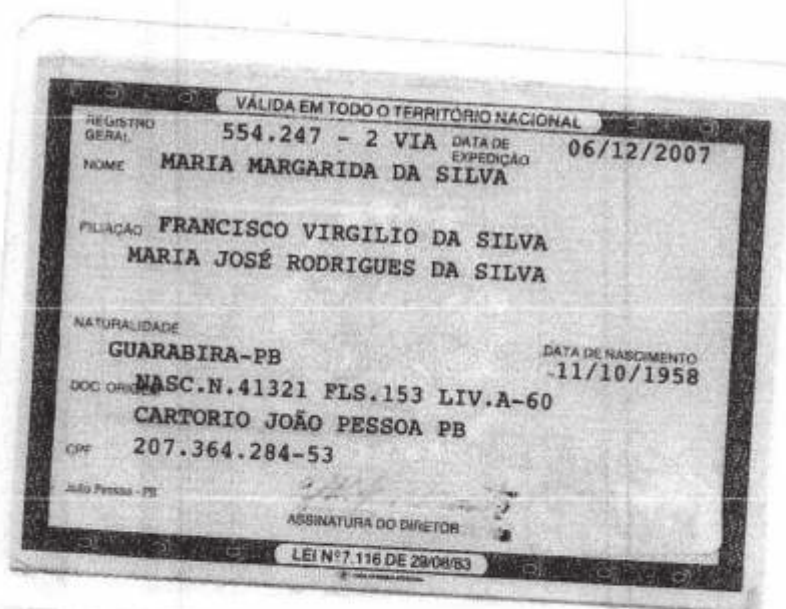 VÁLIDA EM TODO O TERRITÓRIO NACIONAL
REGISTRO GERAL 554.247 - 2 VIA DATA DE EXPEDIÇÃO 06/12/2007
NOME MARIA MARGARIDA DA SILVA
FILIAÇÃO FRANCISCO VIRGILIO DA SILVA
MARIA JOSÉ RODRIGUES DA SILVA
NATURALIDADE
GUARABIRA-PB
DATA DE NASCIMENTO
11/10/1958
DOC ORIGEM NASC.N.41321 FLS.153 LIV.A-60
CARTORIO JOÃO PESSOA PB
CPF 207.364.284-53
João Pessoa - PB
ASSINATURA DO DIRETOR
LEI Nº 7.116 DE 29/08/83